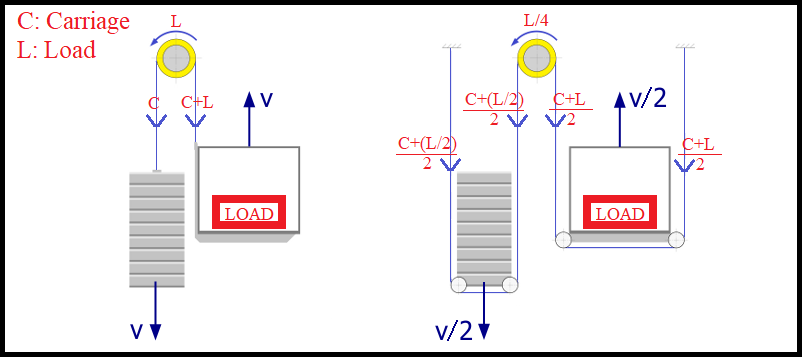 C: Carriage
L: Load
L
C
C+L
v
LOAD
v
L/4
C+(L/2)
2
C+L
2
v/2
C+(L/2)
2
C+L
2
LOAD
v/2